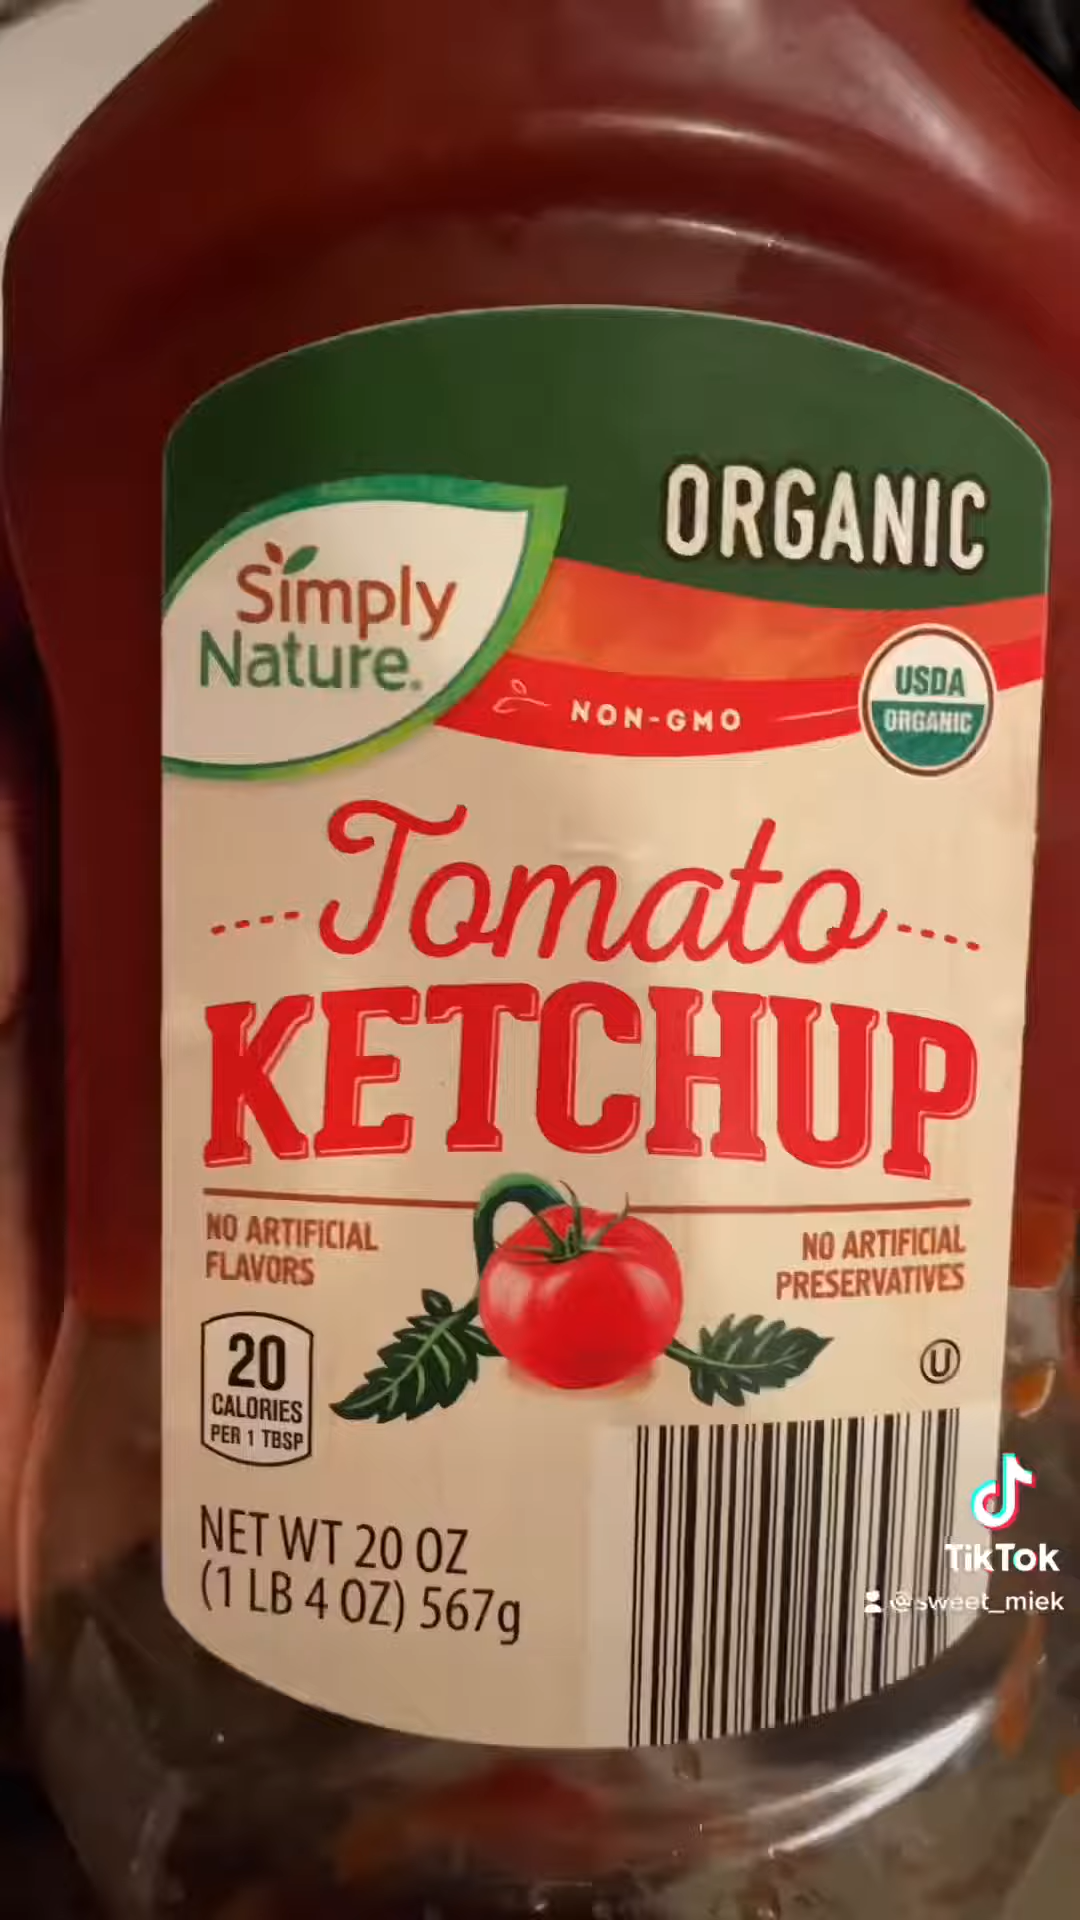 ORGANIC
Simply
Nature.
NON-GMO
USDA
ORGANIC
Tomato
KETCHUP
NO ARTIFICIAL
FLAVORS
NO ARTIFICIAL
PRESERVATIVES
20
CALORIES
PER 1 TBSP
U
NET WT 20 OZ
(1 LB 4 OZ) 567g
TikTok
@sweet_miek